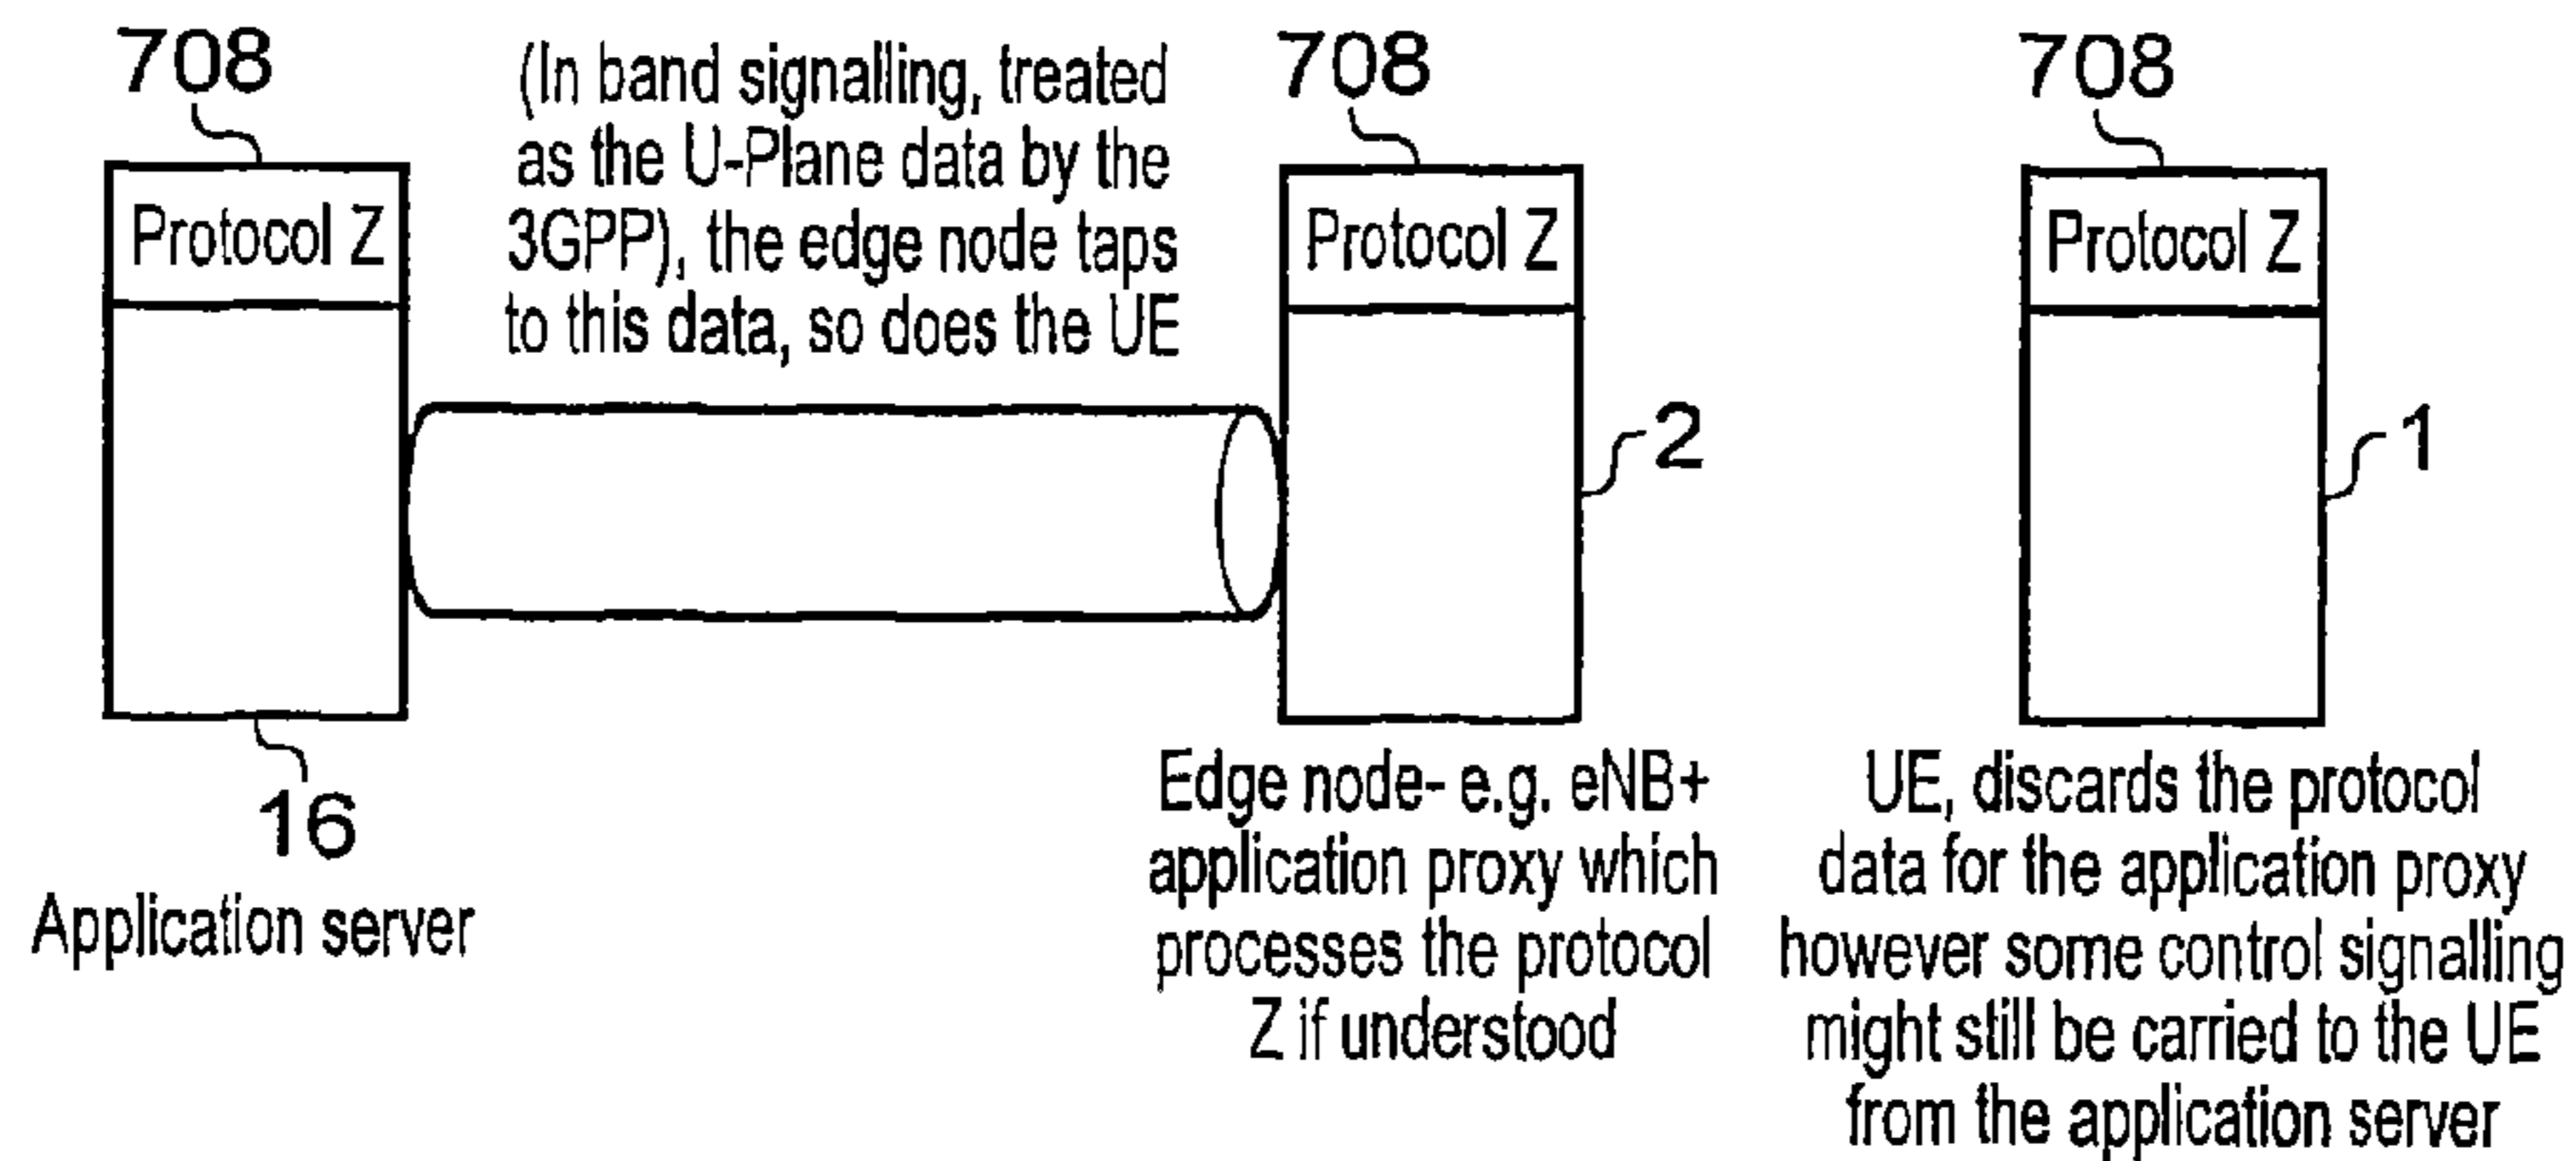 708
(In band signalling, treated
as the U-Plane data by the
3GPP), the edge node taps
to this data, so does the UE
708
708
Protocol Z
Protocol Z
Protocol Z
2
1
16
Application server
Edge node- e.g. eNB+
application proxy which
processes the protocol
Z if understood
UE, discards the protocol
data for the application proxy
however some control signalling
might still be carried to the UE
from the application server